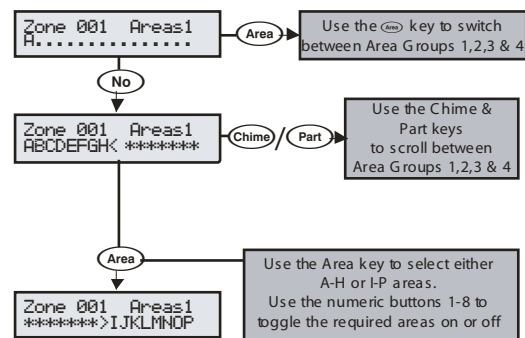 Zone 001 Areas1
A...............
Area
Use the Area key to switch
between Area Groups 1,2,3 & 4
No
Zone 001 Areas1
ABCDEFGH< *******
Chime / Part
Use the Chime &
Part keys
to scroll between
Area Groups 1,2,3 & 4
Area
Use the Area key to select either
A-H or I-P areas.
Use the numeric buttons 1-8 to
toggle the required areas on or off
Zone 001 Areas1
*******>IJKLMNOP